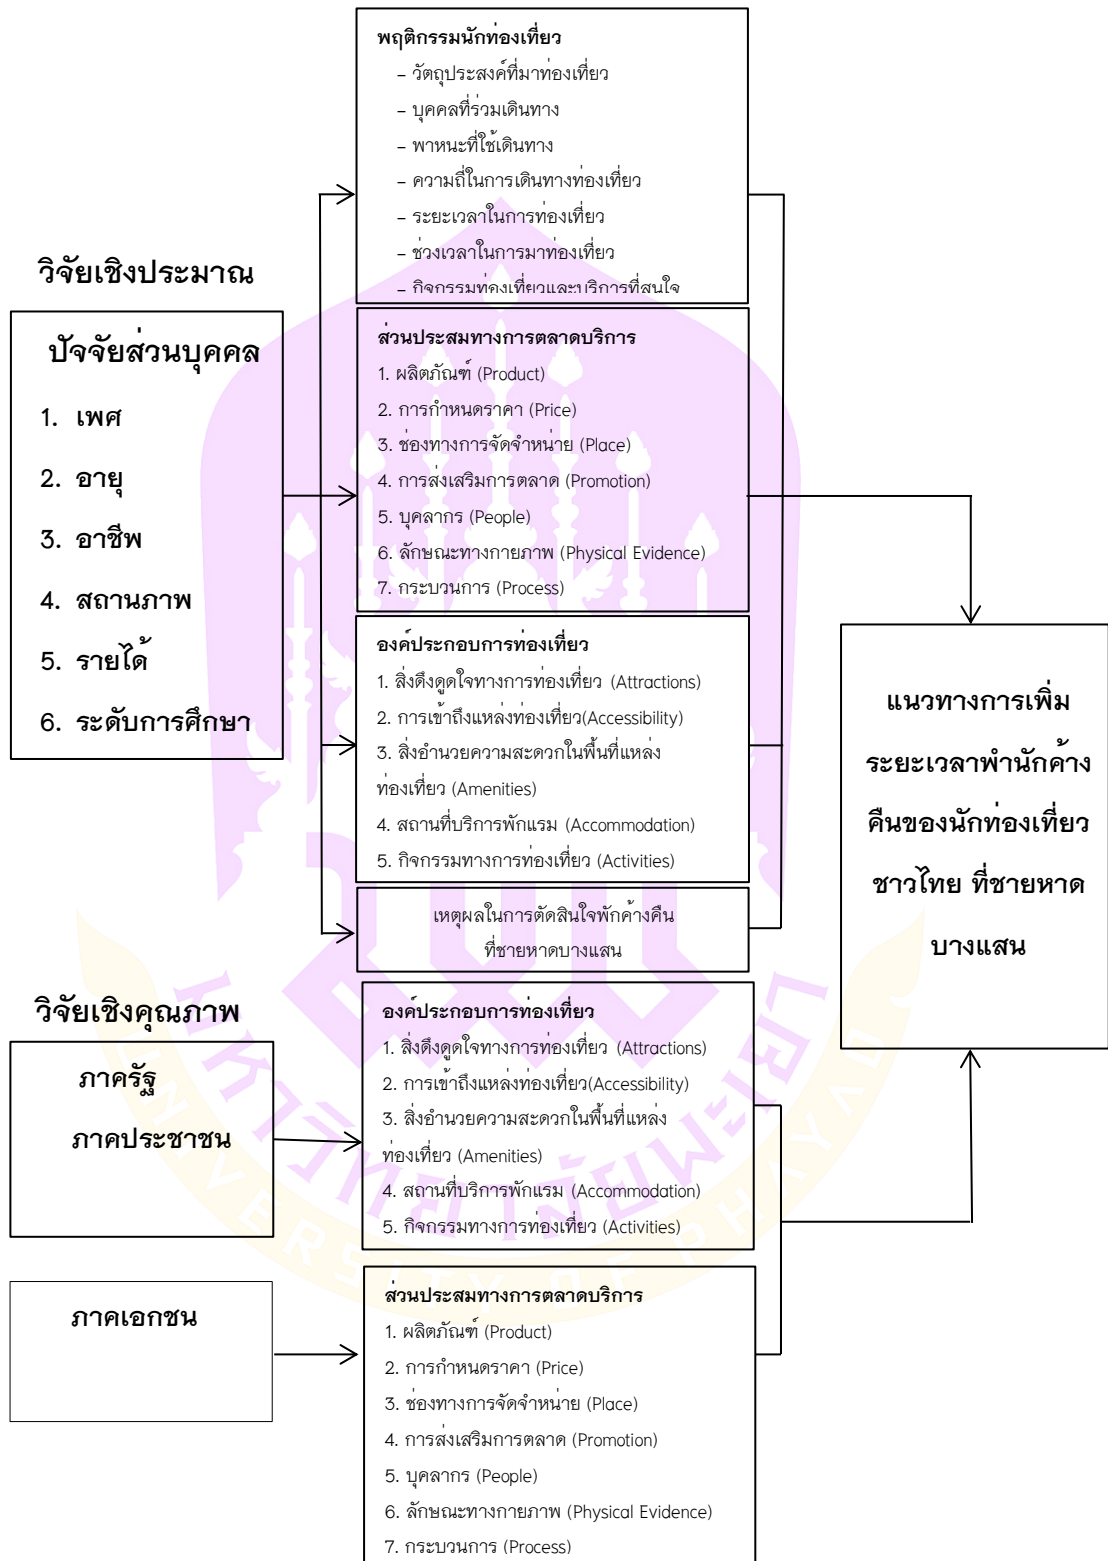 พฤติกรรมนักท่องเที่ยว
– วัตถุประสงค์ที่มาท่องเที่ยว
– บุคคลที่ร่วมเดินทาง
– พาหนะที่ใช้เดินทาง
– ความถี่ในการเดินทางท่องเที่ยว
– ระยะเวลาในการท่องเที่ยว
– ช่วงเวลาในการมาท่องเที่ยว
– กิจกรรมท่องเที่ยวและบริการที่สนใจ
วิจัยเชิงประมาณ
ปัจจัยส่วนบุคคล
1. เพศ
2. อายุ
3. อาชีพ
4. สถานภาพ
5. รายได้
6. ระดับการศึกษา
ส่วนประสมทางการตลาดบริการ
1. ผลิตภัณฑ์ (Product)
2. การกำหนดราคา (Price)
3. ช่องทางการจัดจำหน่าย (Place)
4. การส่งเสริมการตลาด (Promotion)
5. บุคลากร (People)
6. ลักษณะทางกายภาพ (Physical Evidence)
7. กระบวนการ (Process)
องค์ประกอบการท่องเที่ยว
1. สิ่งดึงดูดใจทางการท่องเที่ยว (Attractions)
2. การเข้าถึงแหล่งท่องเที่ยว(Accessibility)
3. สิ่งอำนวยความสะดวกในพื้นที่แหล่ง
ท่องเที่ยว (Amenities)
4. สถานที่บริการพักแรม (Accommodation)
5. กิจกรรมทางการท่องเที่ยว (Activities)
เหตุผลในการตัดสินใจพักค้างคืน
ที่ชายหาดบางแสน
แนวทางการเพิ่ม
ระยะเวลาพำนักค้าง
คืนของนักท่องเที่ยว
ชาวไทย ที่ชายหาด
บางแสน
วิจัยเชิงคุณภาพ
ภาครัฐ
ภาคประชาชน
องค์ประกอบการท่องเที่ยว
1. สิ่งดึงดูดใจทางการท่องเที่ยว (Attractions)
2. การเข้าถึงแหล่งท่องเที่ยว(Accessibility)
3. สิ่งอำนวยความสะดวกในพื้นที่แหล่ง
ท่องเที่ยว (Amenities)
4. สถานที่บริการพักแรม (Accommodation)
5. กิจกรรมทางการท่องเที่ยว (Activities)
ภาคเอกชน
ส่วนประสมทางการตลาดบริการ
1. ผลิตภัณฑ์ (Product)
2. การกำหนดราคา (Price)
3. ช่องทางการจัดจำหน่าย (Place)
4. การส่งเสริมการตลาด (Promotion)
5. บุคลากร (People)
6. ลักษณะทางกายภาพ (Physical Evidence)
7. กระบวนการ (Process)
มหาวิทยาลัยพะเยา
UNIVERSITY OF PHAYAO